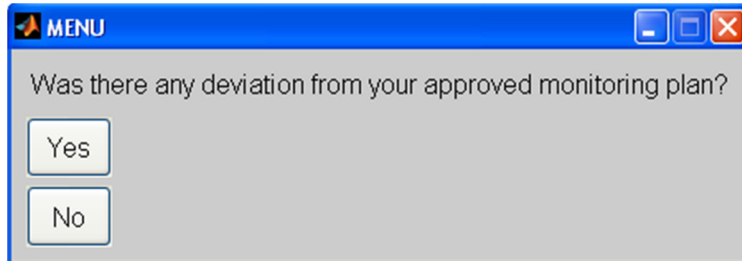 MENU
Was there any deviation from your approved monitoring plan?
Yes
No